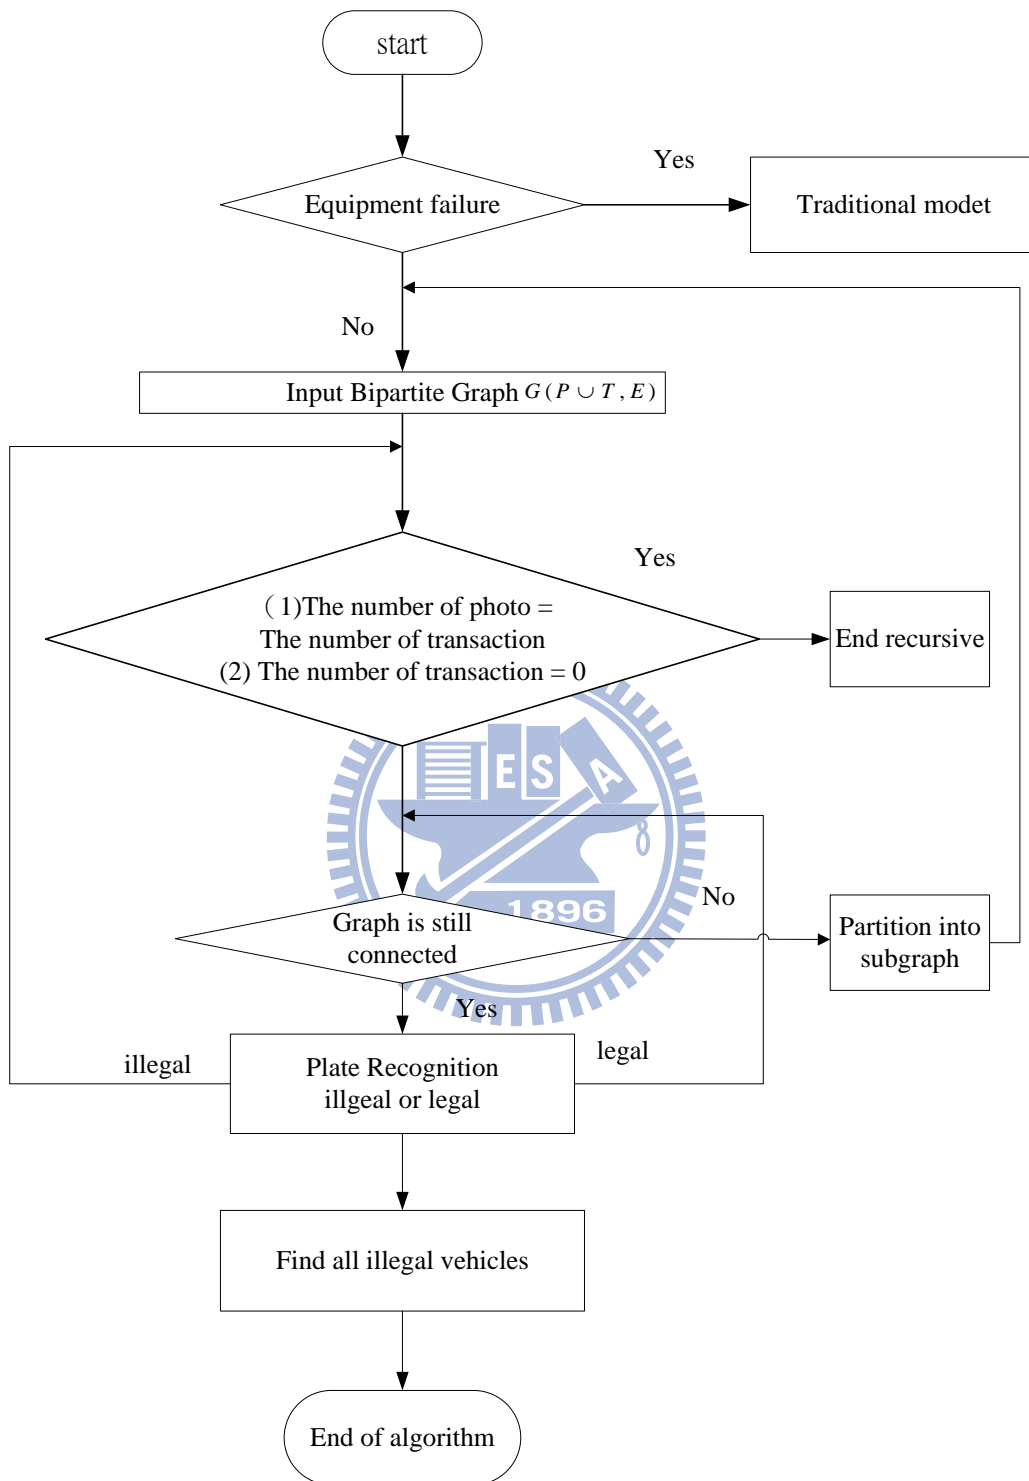 start
Yes
Equipment failure
Traditional modet
No
Input Bipartite Graph G(P ∪ T, E)
Yes
（1)The number of photo =
The number of transaction
(2) The number of transaction = 0
End recursive
E S A
1896
No
Graph is still
connected
Partition into
subgraph
Yes
illegal
legal
Plate Recognition
illgeal or legal
Find all illegal vehicles
End of algorithm